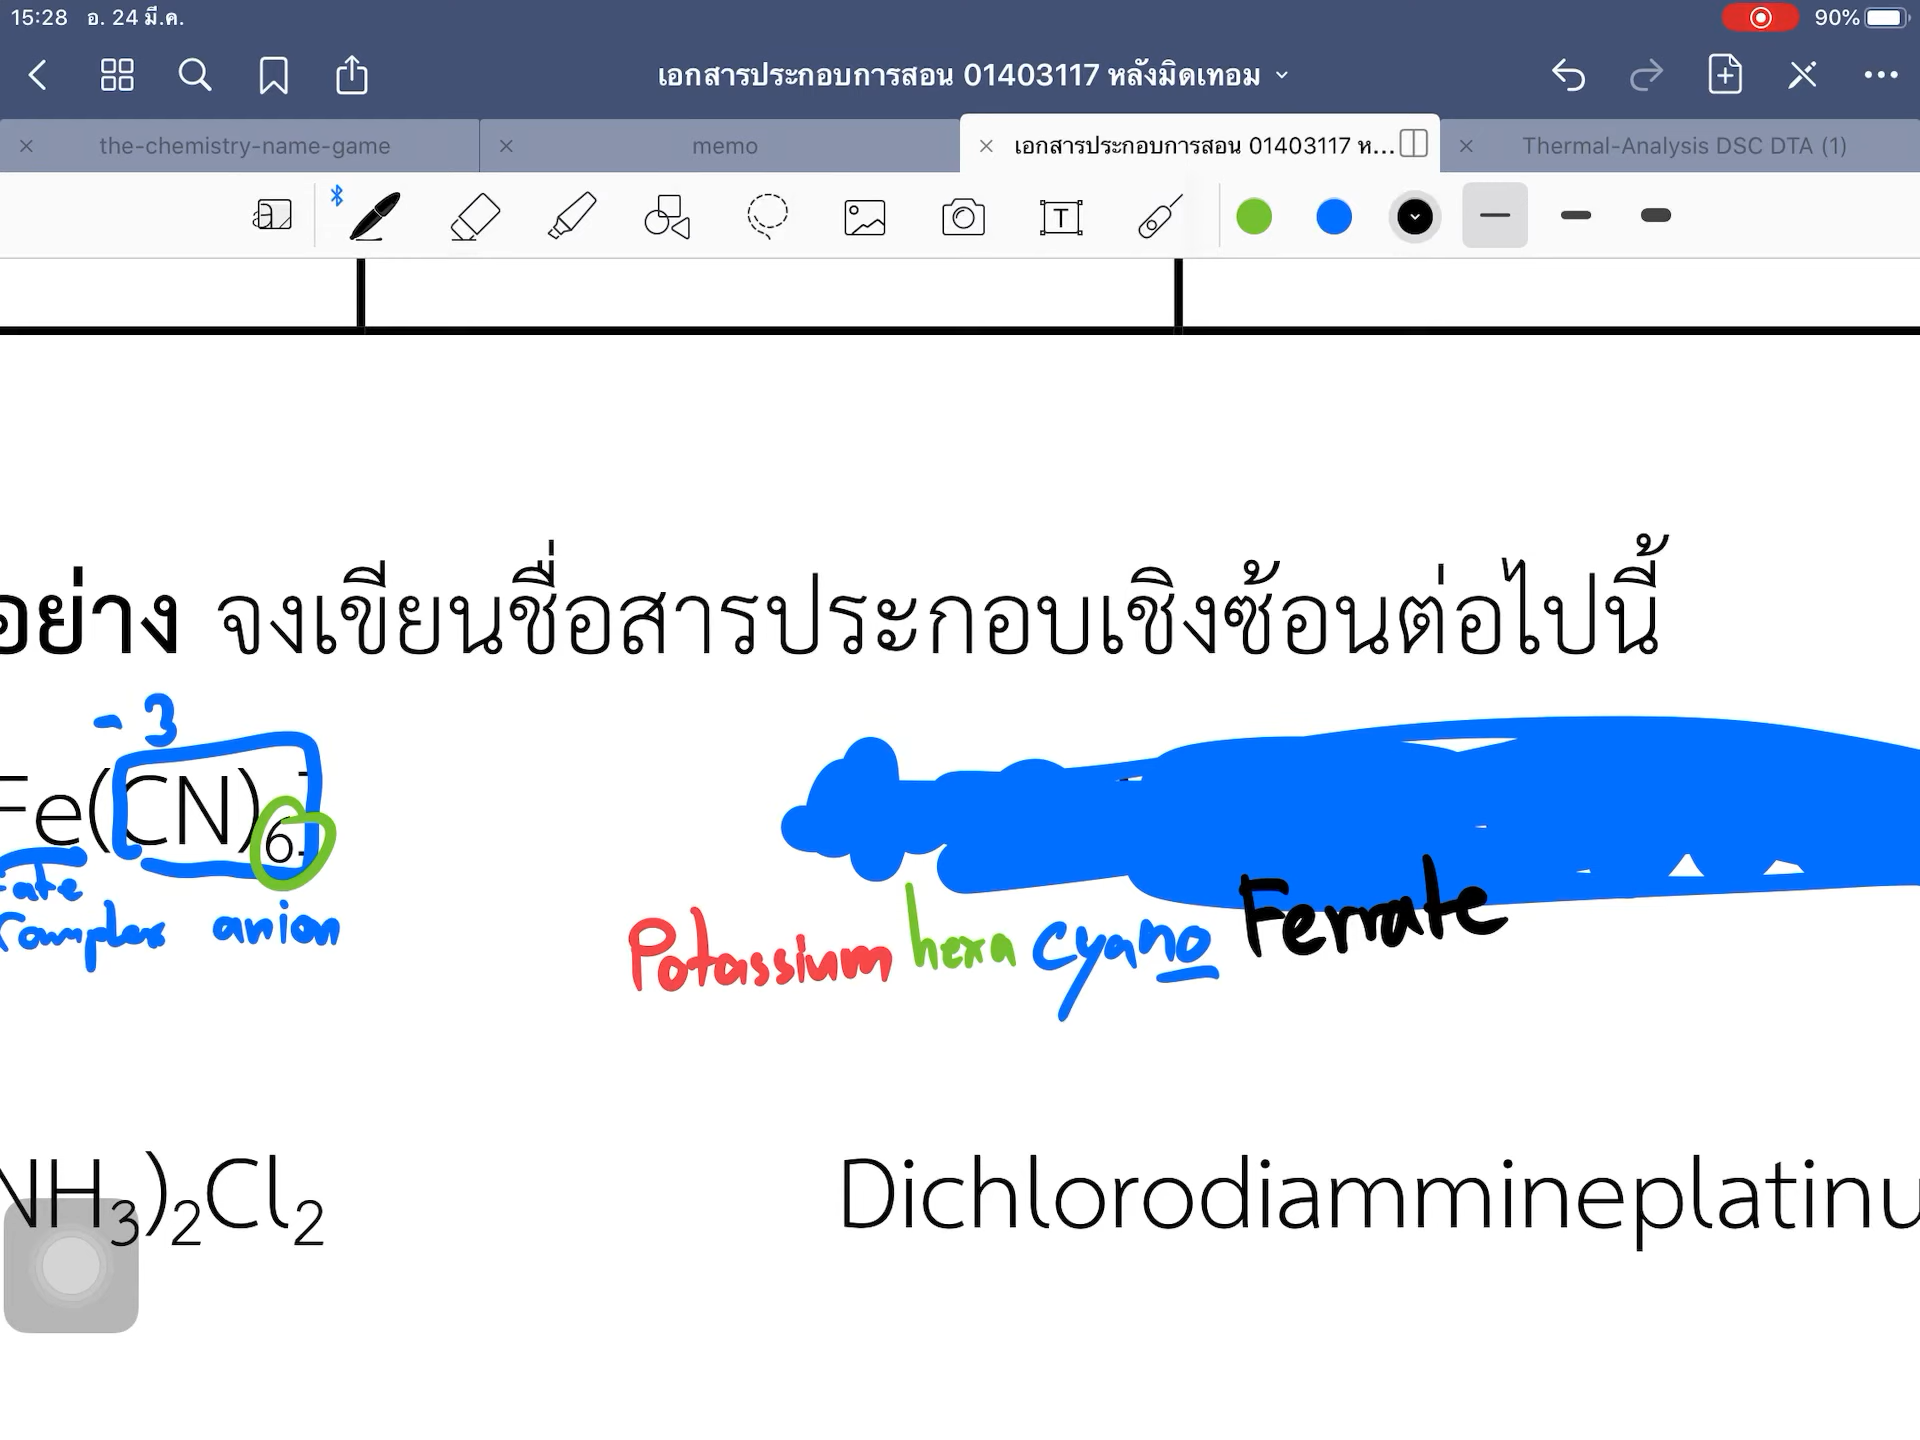 15:28 อ. 24 มี.ค. 90%
เอกสารประกอบการสอน 01403117 หลังมิดเทอม
the-chemistry-name-game memo เอกสารประกอบการสอน 01403117 ห... Thermal-Analysis DSC DTA (1)
T
อย่าง จงเขียนชื่อสารประกอบเชิงซ้อนต่อไปนี้
- 3
Fe(CN)₆]
Complex anion
Potassium hexa cyano Ferrate
NH₃)₂Cl₂ Dichlorodiammineplatinu